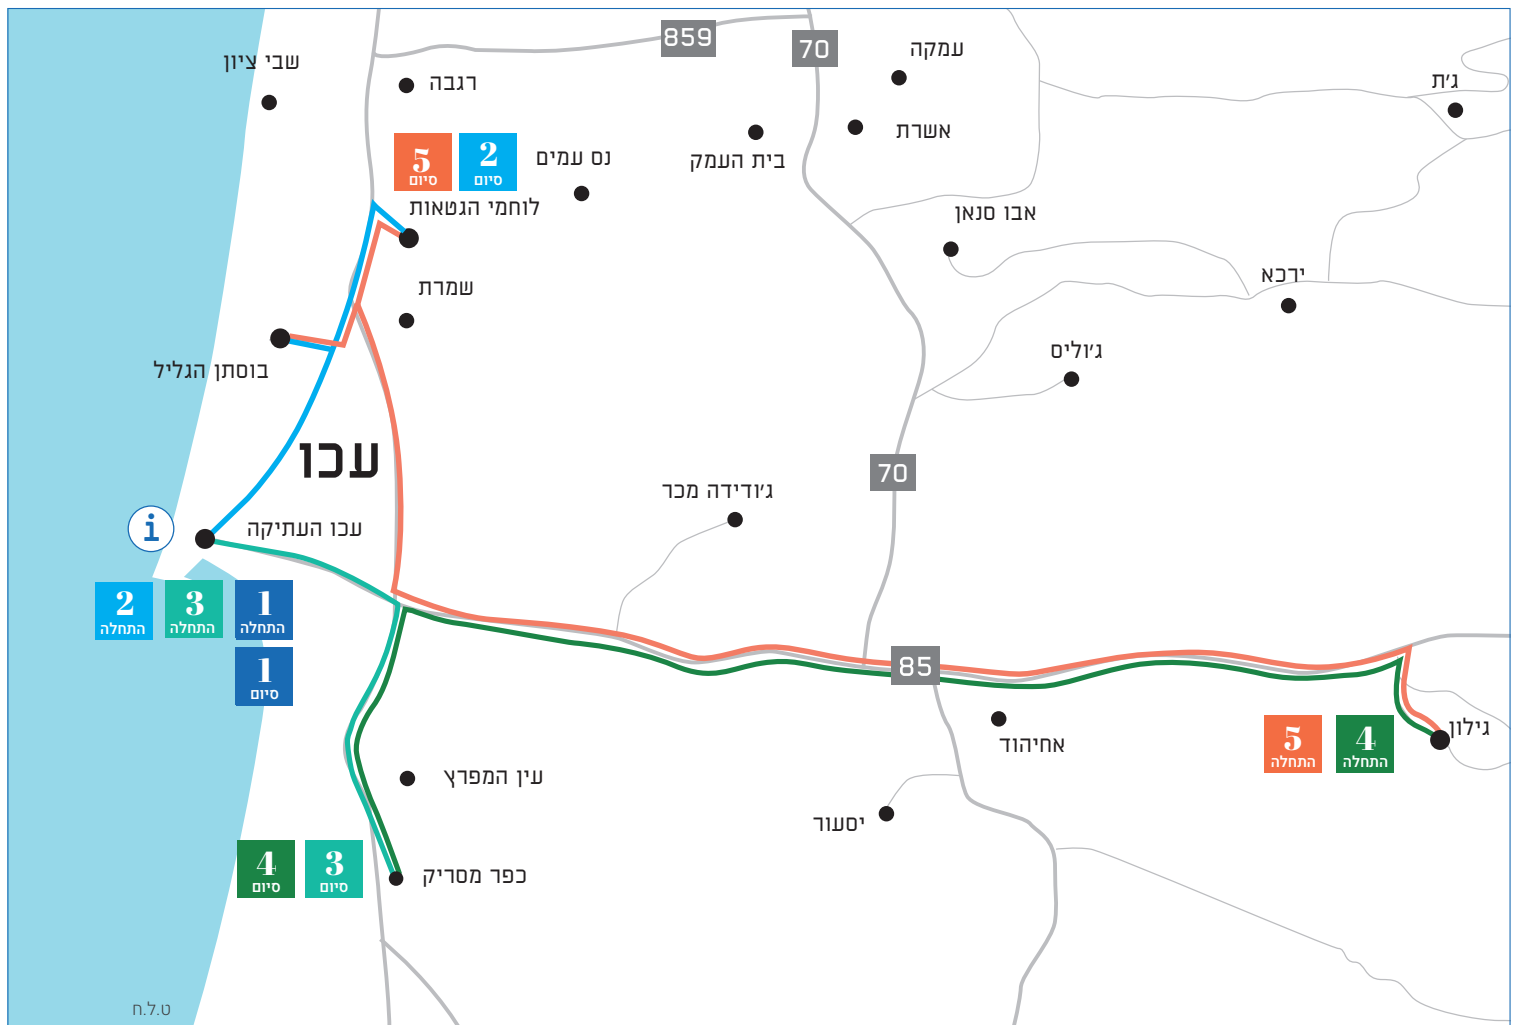 859
70
עמקה
שבי ציון
רגבה
ג'ת
אשרת
בית העמק
נס עמים
5
סיום
2
סיום
לוחמי הגטאות
אבו סנאן
ירכא
שמרת
ג'וליס
בוסתן הגליל
עכו
70
ג'ודידה מכר
עכו העתיקה
i
1
התחלה
3
התחלה
2
התחלה
1
סיום
85
גילון
4
התחלה
5
התחלה
אחיהוד
עין המפרץ
יסעור
כפר מסריק
3
סיום
4
סיום
ט.ל.ח